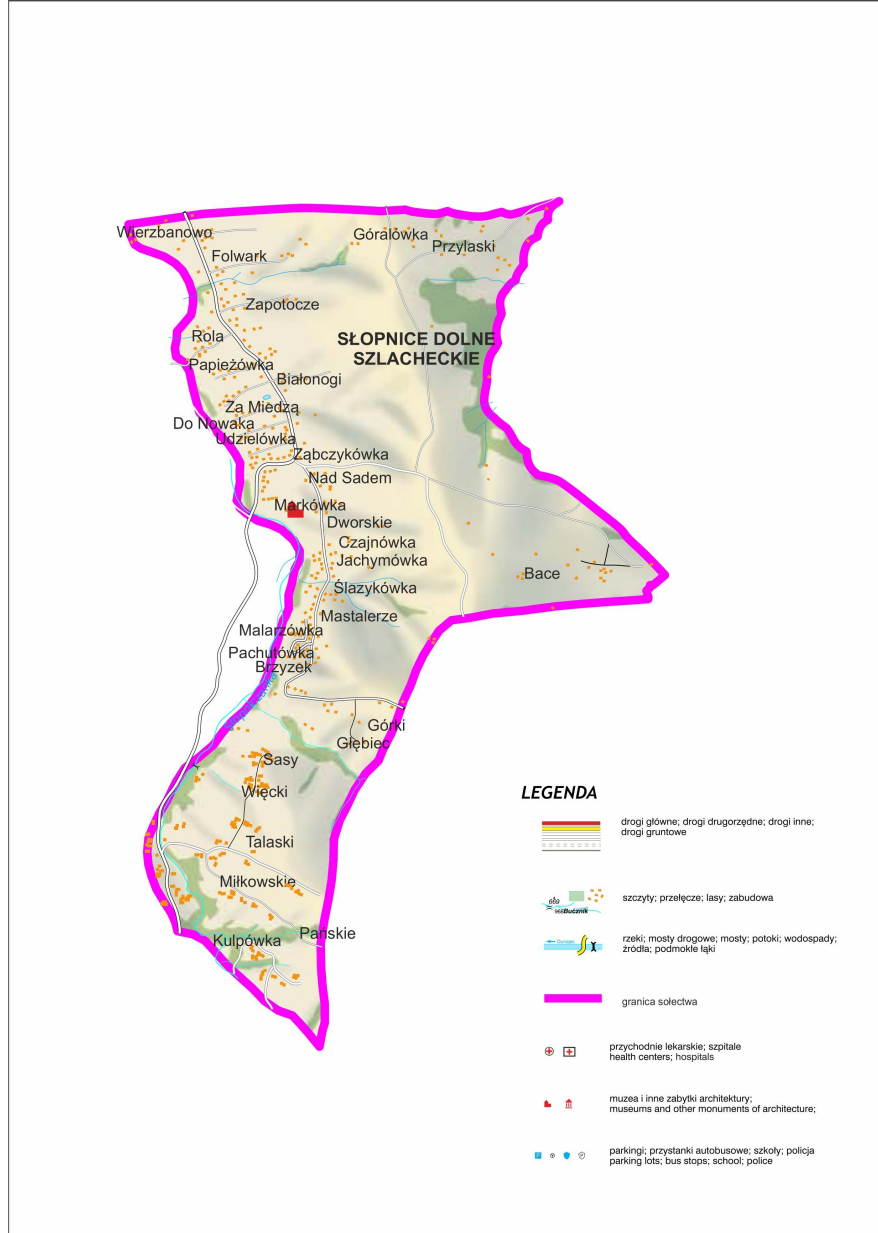 Wierzbanowo
Góralówka
Przylaski
Folwark
Zapotocze
Rola
SŁOPNICE DOLNE
SZLACHECKIE
Papieżówka
Białonogi
Za Miedzą
Do Nowaka
Udzielówka
Ząbczykówka
Nad Sadem
Markówka
Dworskie
Czajnówka
Jachymówka
Bace
Ślazykówka
Mastalerze
Malarzówka
Pachutówka
Brzyzek
Górki
Głębiec
Sasy
Więcki
Talaski
Miłkowskie
Pańskie
Kulpówka
LEGENDA
drogi główne; drogi drugorzędne; drogi inne;
drogi gruntowe
669
966 Bucznik
szczyty; przełęcze; lasy; zabudowa
Dunajec
rzeki; mosty drogowe; mosty; potoki; wodospady;
źródła; podmokłe łąki
granica sołectwa
przychodnie lekarskie; szpitale
health centers; hospitals
muzea i inne zabytki architektury;
museums and other monuments of architecture;
P
parkingi; przystanki autobusowe; szkoły; policja
parking lots; bus stops; school; police